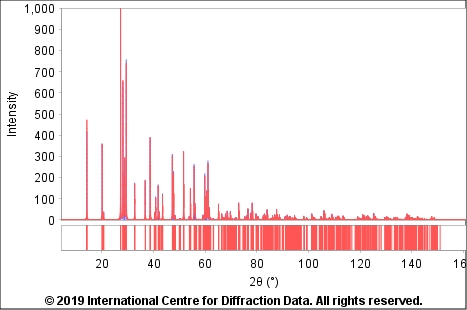 1,000
900
800
700
600
500
400
300
200
100
0
Intensity
20 40 60 80 100 120 140 16
2θ (°)
© 2019 International Centre for Diffraction Data. All rights reserved.